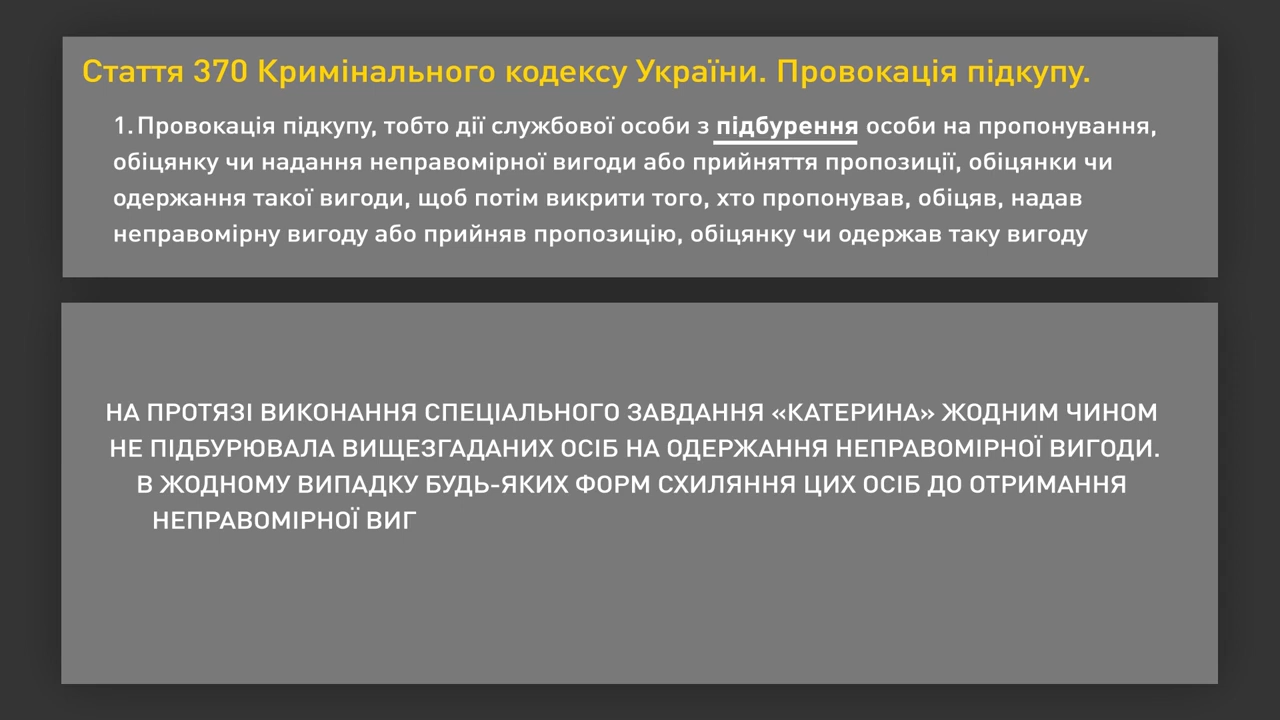 Стаття 370 Кримінального кодексу України. Провокація підкупу.
1. Провокація підкупу, тобто дії службової особи з підбурення особи на пропонування,
обіцянку чи надання неправомірної вигоди або прийняття пропозиції, обіцянки чи
одержання такої вигоди, щоб потім викрити того, хто пропонував, обіцяв, надав
неправомірну вигоду або прийняв пропозицію, обіцянку чи одержав таку вигоду
НА ПРОТЯЗІ ВИКОНАННЯ СПЕЦІАЛЬНОГО ЗАВДАННЯ «КАТЕРИНА» ЖОДНИМ ЧИНОМ
НЕ ПІДБУРЮВАЛА ВИЩЕЗГАДАНИХ ОСІБ НА ОДЕРЖАННЯ НЕПРАВОМІРНОЇ ВИГОДИ.
В ЖОДНОМУ ВИПАДКУ БУДЬ-ЯКИХ ФОРМ СХИЛЯННЯ ЦИХ ОСІБ ДО ОТРИМАННЯ
НЕПРАВОМІРНОЇ ВИГ